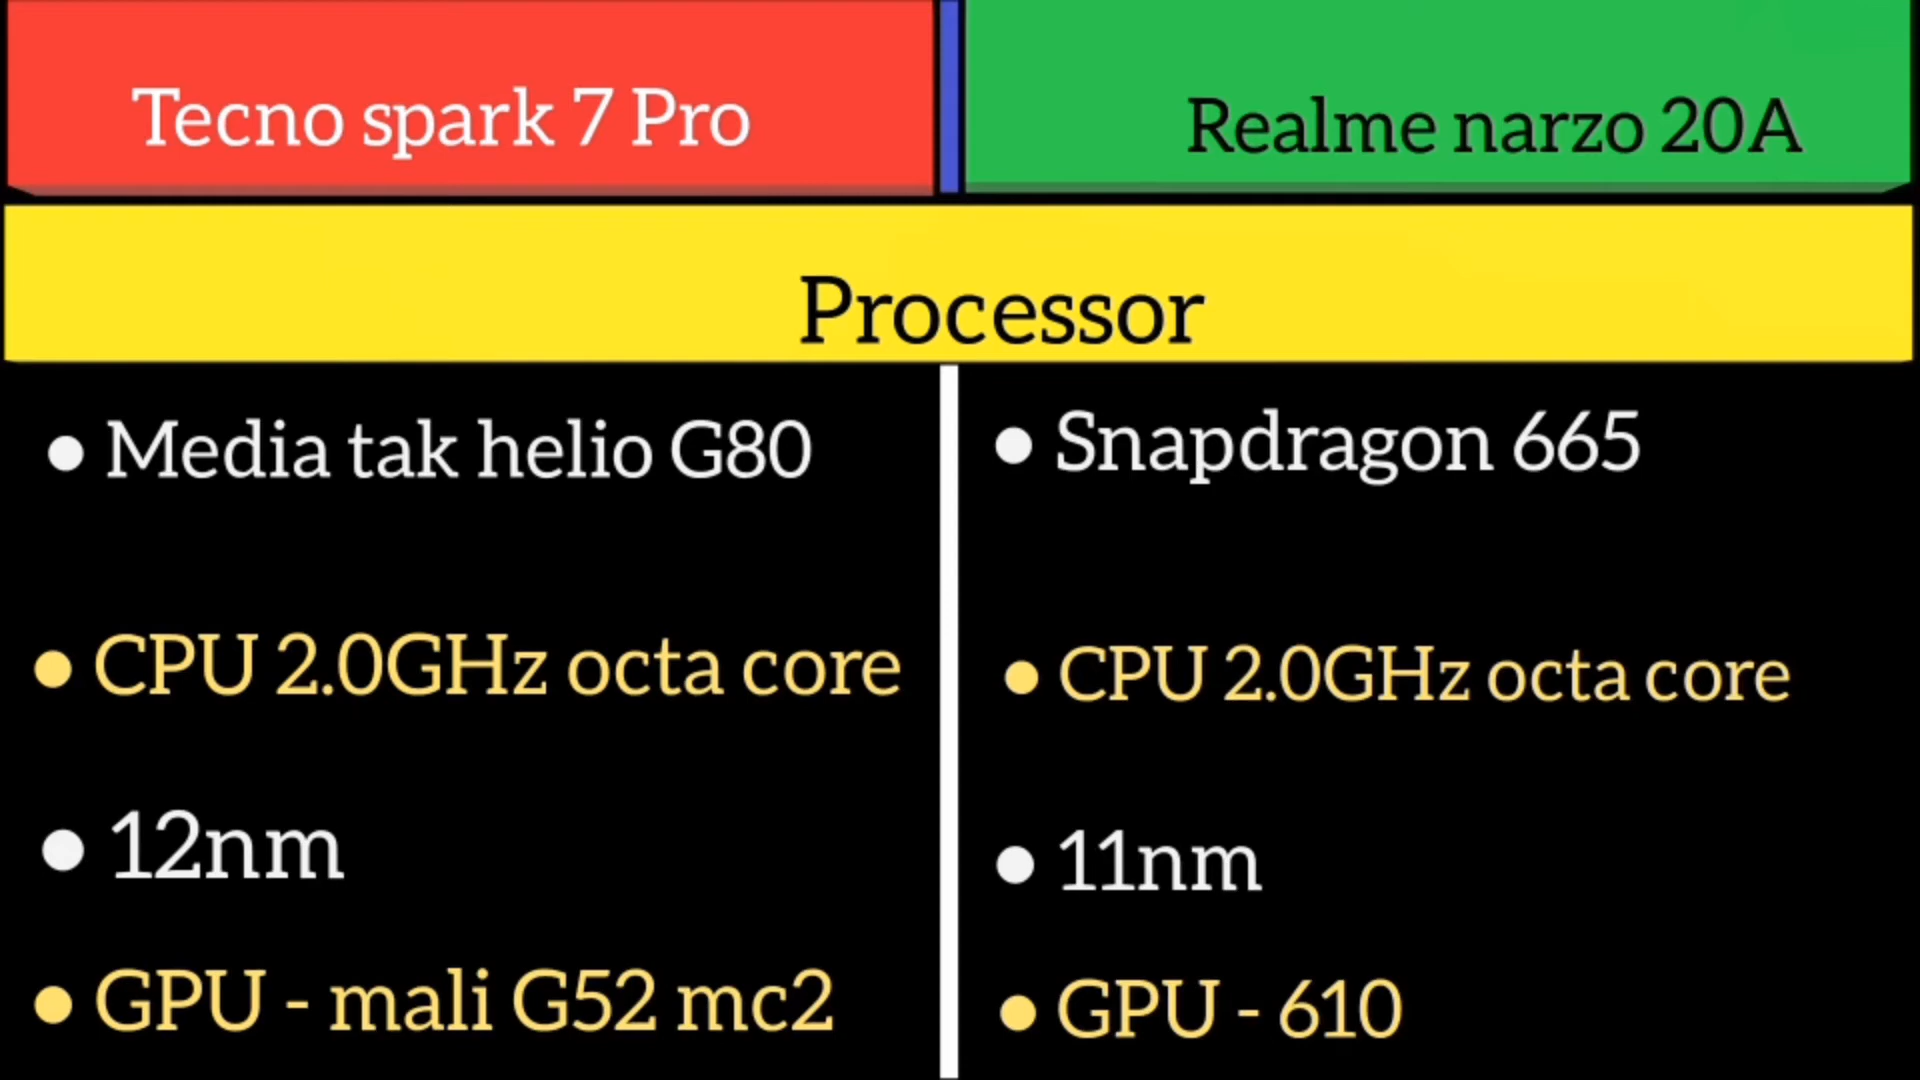 Tecno spark 7 Pro
Realme narzo 20A
Processor
● Media tak helio G80
● Snapdragon 665
● CPU 2.0GHz octa core
● CPU 2.0GHz octa core
● 12nm
● 11nm
● GPU - mali G52 mc2
● GPU - 610